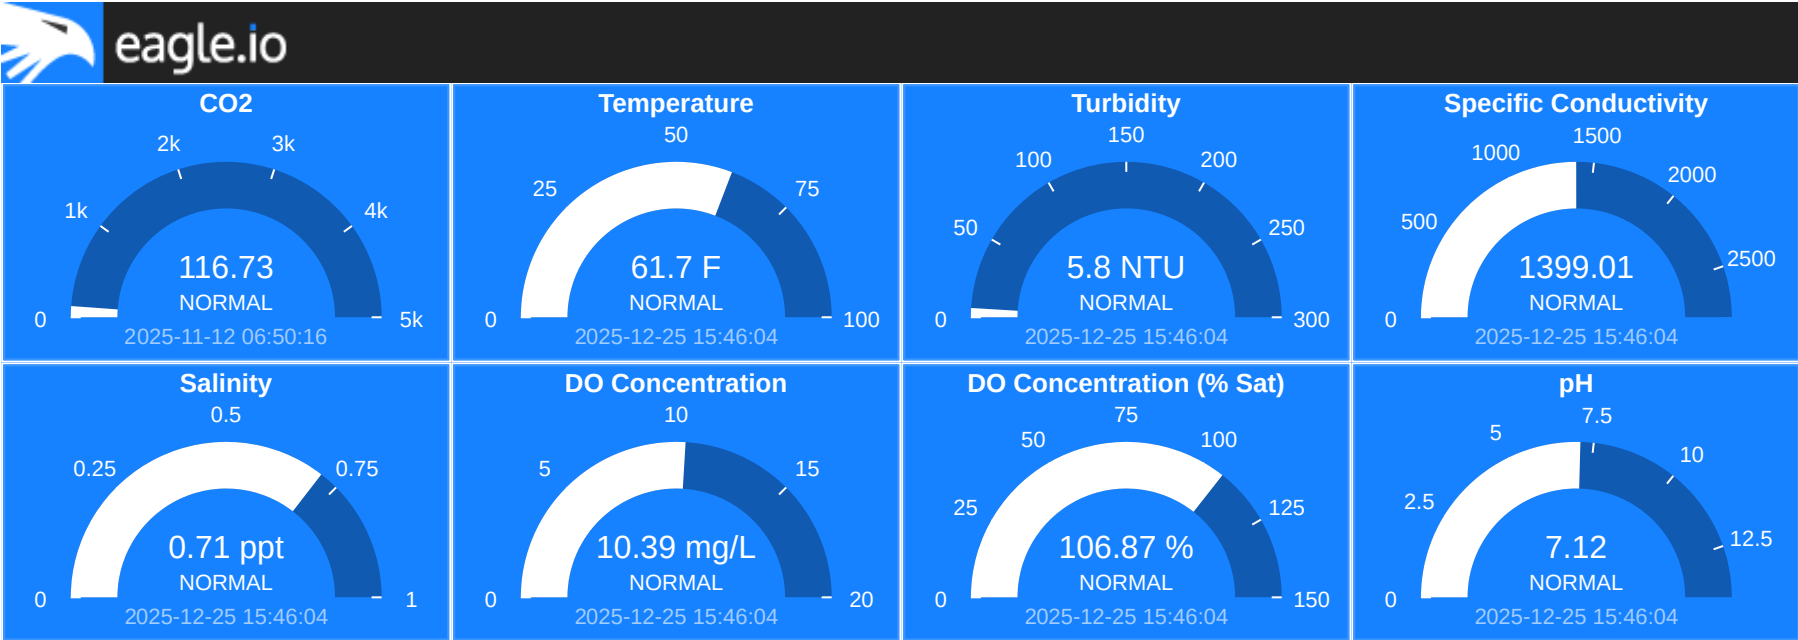 eagle.io
CO2
0
1k
2k
3k
4k
5k
116.73
NORMAL
2025-11-12 06:50:16
Temperature
0
25
50
75
100
61.7 F
NORMAL
2025-12-25 15:46:04
Turbidity
0
50
100
150
200
250
300
5.8 NTU
NORMAL
2025-12-25 15:46:04
Specific Conductivity
0
500
1000
1500
2000
2500
1399.01
NORMAL
2025-12-25 15:46:04
Salinity
0
0.25
0.5
0.75
1
0.71 ppt
NORMAL
2025-12-25 15:46:04
DO Concentration
0
5
10
15
20
10.39 mg/L
NORMAL
2025-12-25 15:46:04
DO Concentration (% Sat)
0
25
50
75
100
125
150
106.87 %
NORMAL
2025-12-25 15:46:04
pH
0
2.5
5
7.5
10
12.5
7.12
NORMAL
2025-12-25 15:46:04